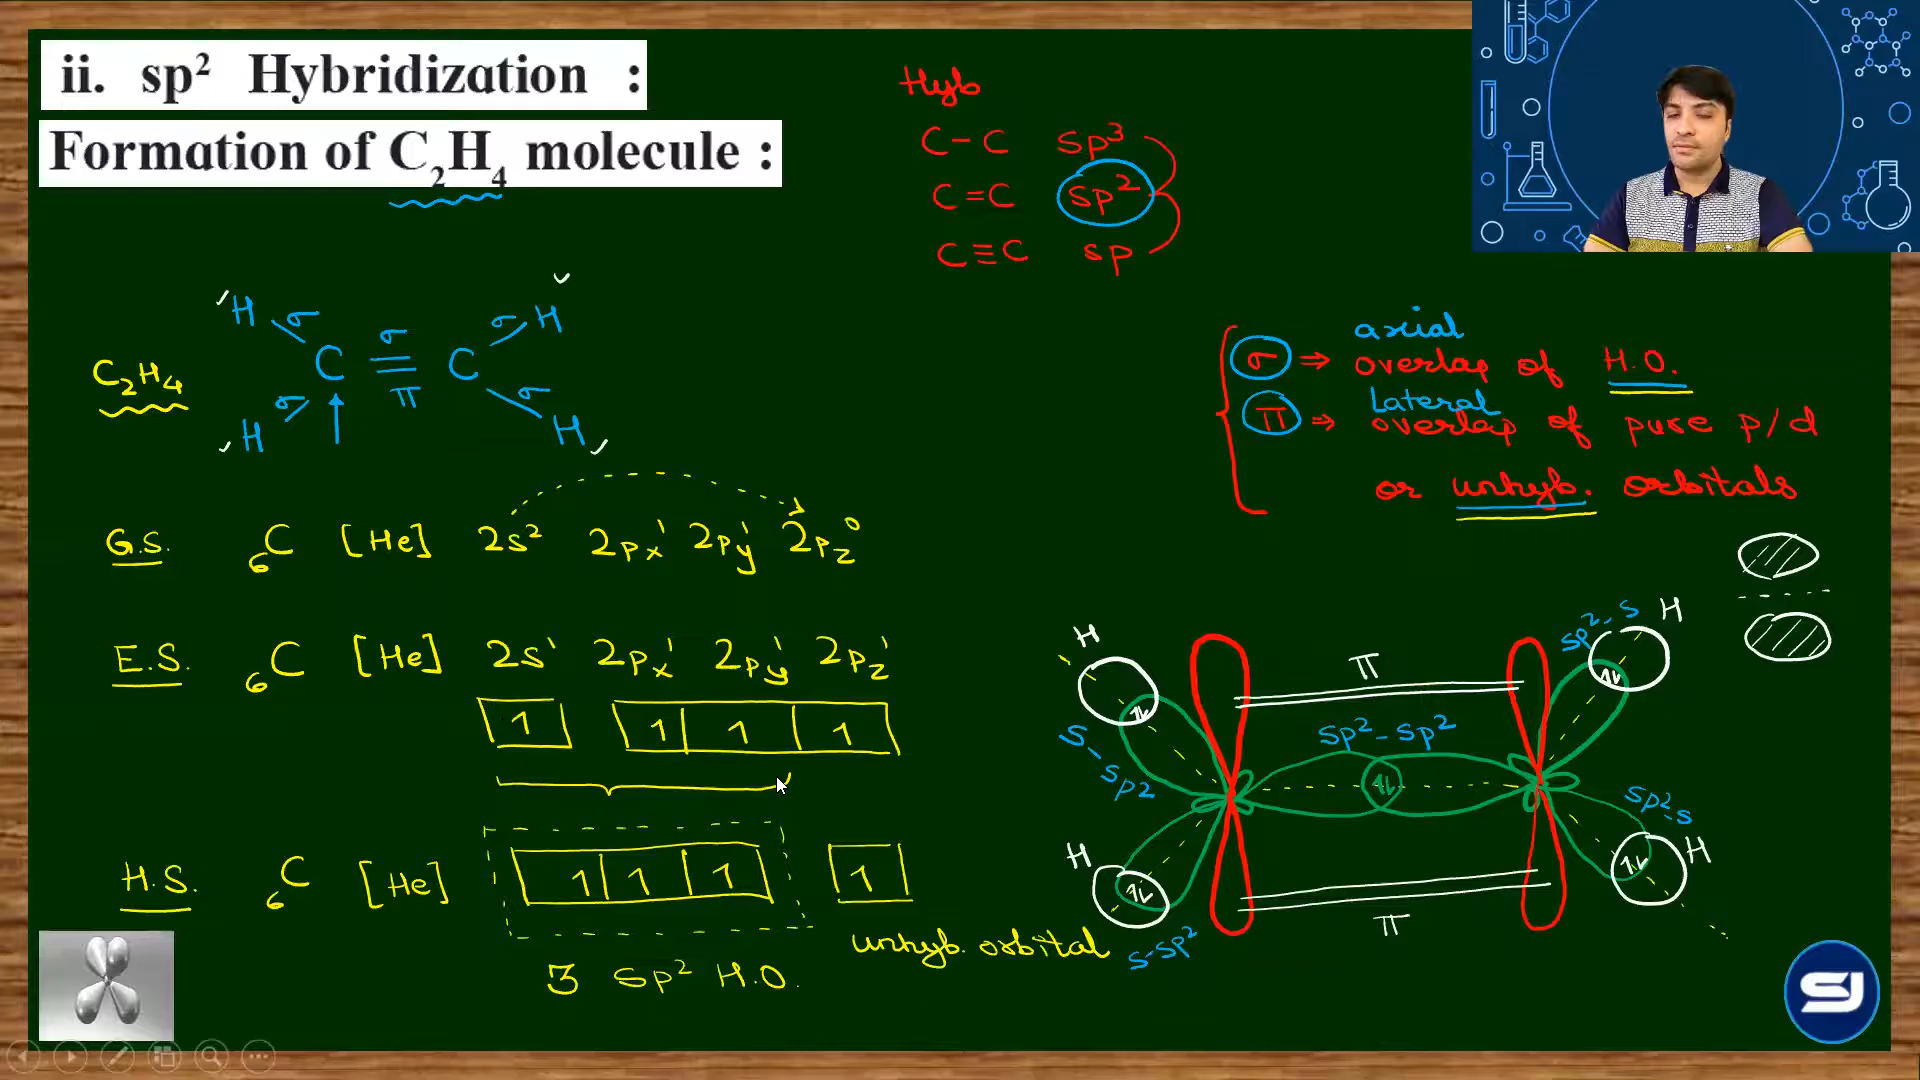 ii. sp² Hybridization :
Formation of C₂H₄ molecule :
Hyb
C-C sp³
C=C sp²
C≡C sp
H σ σ H
C₂H₄ C σ π C
H σ σ H
axial
σ ⇒ overlap of H.O.
Lateral
π ⇒ overlap of pure p/d
or unhyb. orbitals
G.S. ₆C [He] 2s² 2px¹ 2py¹ 2pz⁰
E.S. ₆C [He] 2s¹ 2px¹ 2py¹ 2pz¹
1 1 1 1
H.S. ₆C [He] 1 1 1 1
unhyb. orbital
3 sp² H.O.
H π sp²-s H
s-sp2 sp²-sp² sp²-s
H H
s-sp² π
SJ